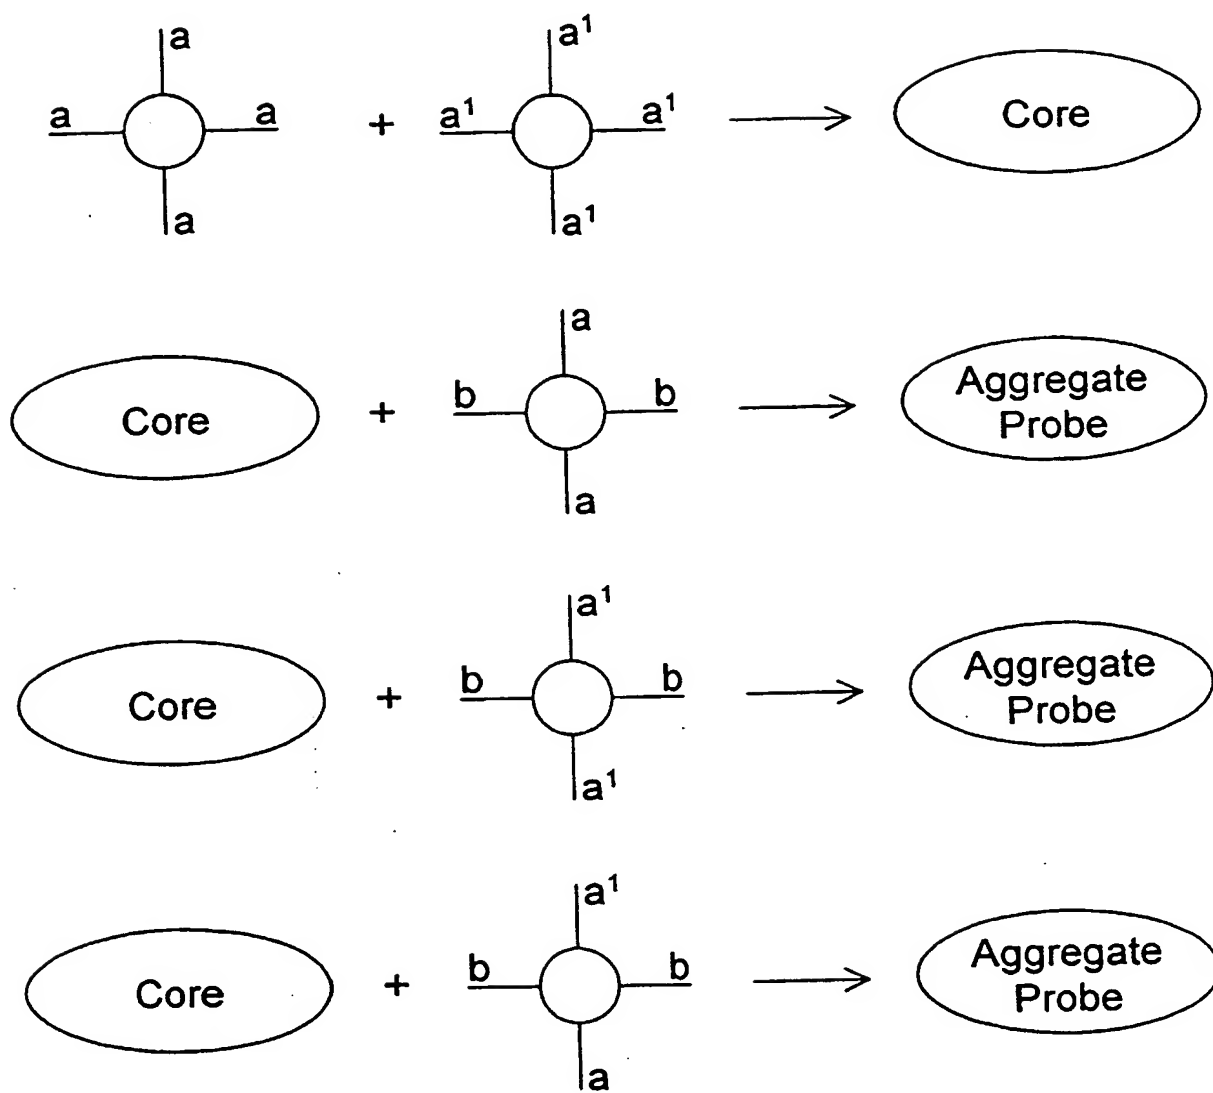 a a¹
a a + a¹ a¹ Core
a a¹
a
Core + b b Aggregate Probe
a
a¹
Core + b b Aggregate Probe
a¹
a¹
Core + b b Aggregate Probe
a